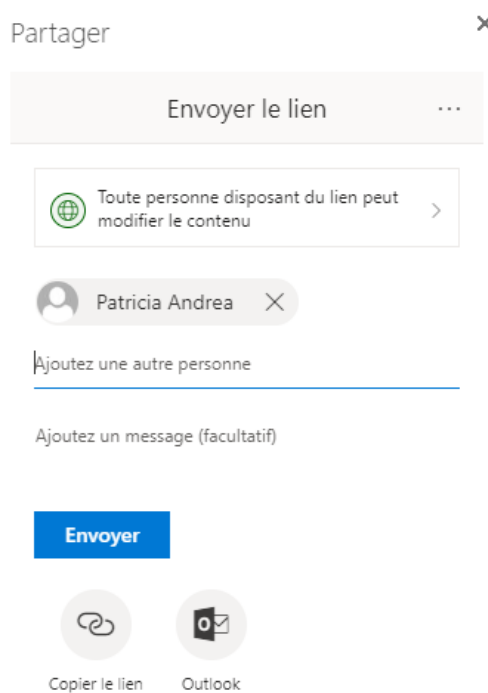 Partager
Envoyer le lien
Toute personne disposant du lien peut
modifier le contenu
Patricia Andrea
Ajoutez une autre personne
Ajoutez un message (facultatif)
Envoyer
Copier le lien
Outlook